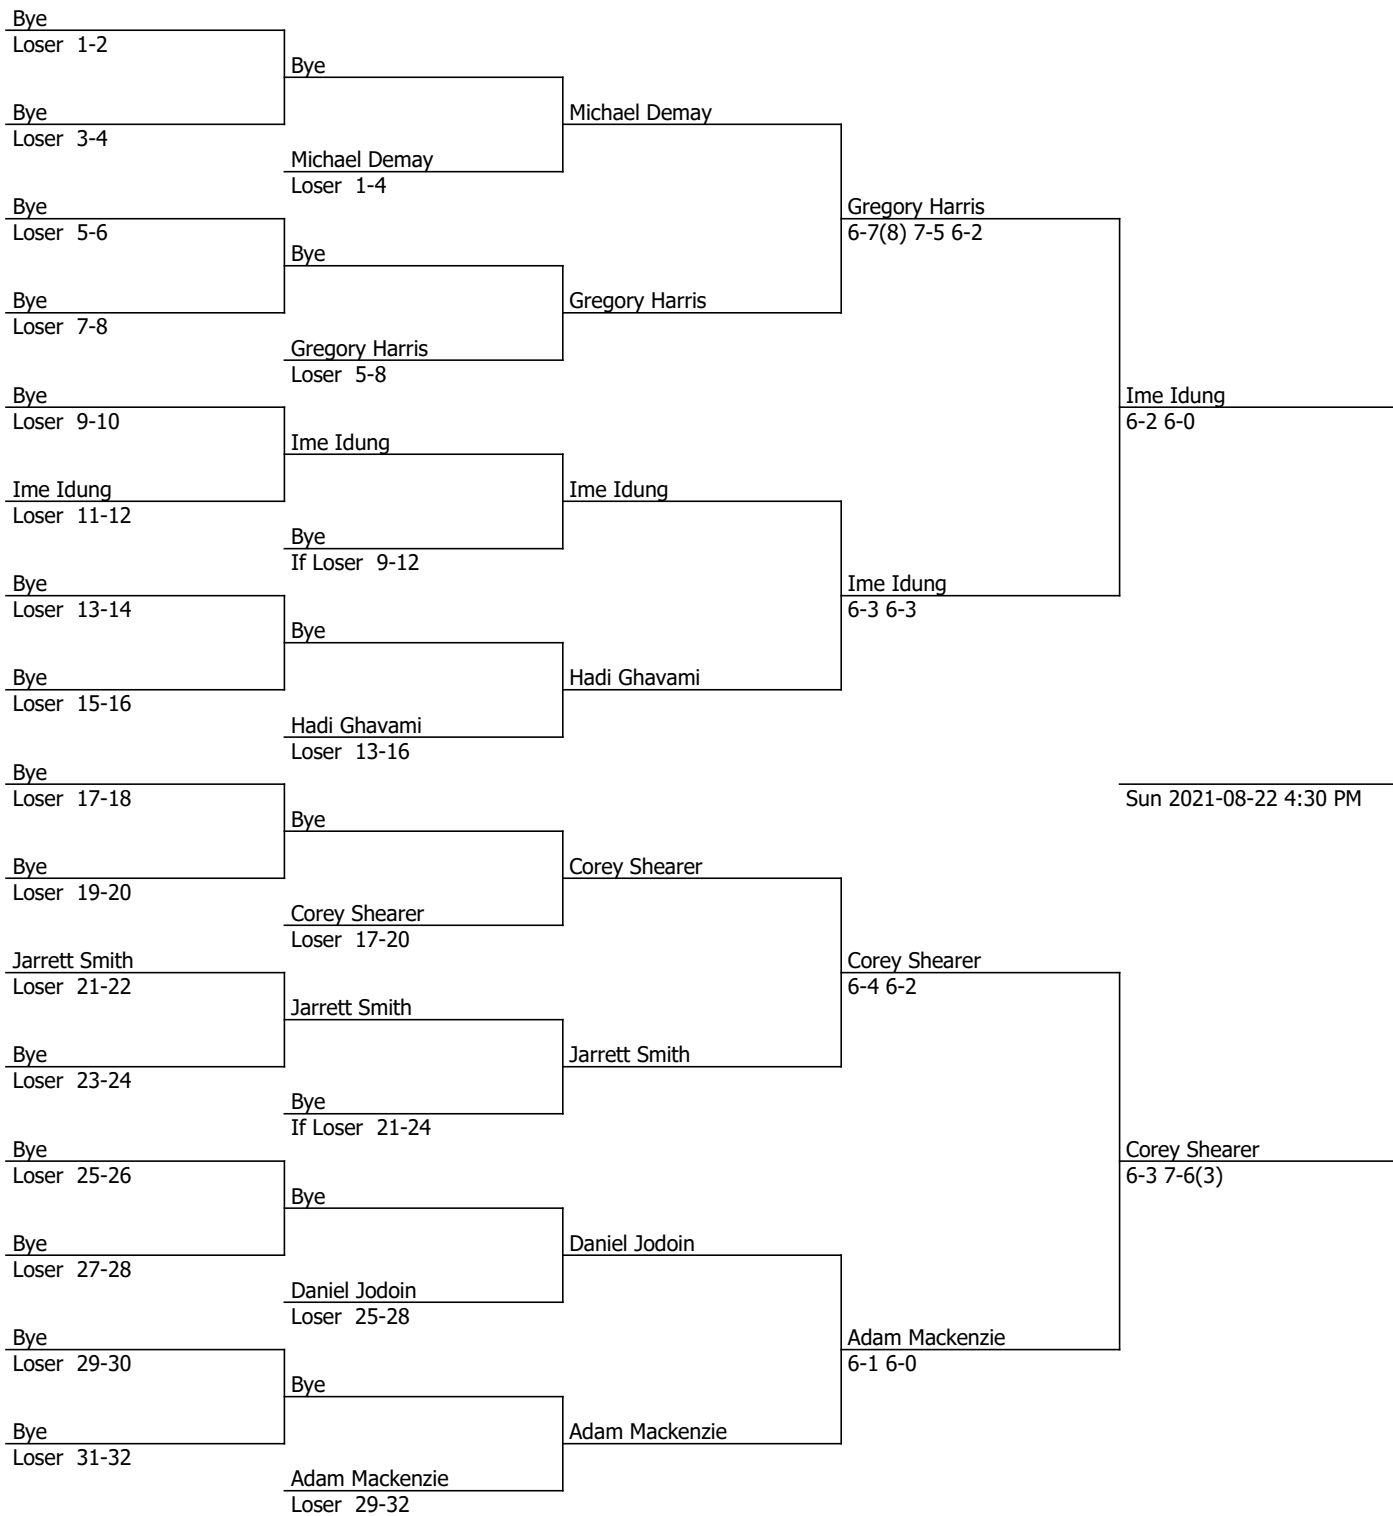 Bye
Loser 1-2
Bye
Bye
Loser 3-4
Michael Demay
Michael Demay
Loser 1-4
Bye
Loser 5-6
Gregory Harris
6-7(8) 7-5 6-2
Bye
Bye
Loser 7-8
Gregory Harris
Gregory Harris
Loser 5-8
Bye
Loser 9-10
Ime Idung
6-2 6-0
Ime Idung
Ime Idung
Loser 11-12
Ime Idung
Bye
If Loser 9-12
Bye
Loser 13-14
Ime Idung
6-3 6-3
Bye
Bye
Loser 15-16
Hadi Ghavami
Hadi Ghavami
Loser 13-16
Bye
Loser 17-18
Sun 2021-08-22 4:30 PM
Bye
Bye
Loser 19-20
Corey Shearer
Corey Shearer
Loser 17-20
Jarrett Smith
Loser 21-22
Corey Shearer
6-4 6-2
Jarrett Smith
Bye
Loser 23-24
Jarrett Smith
Bye
If Loser 21-24
Bye
Loser 25-26
Corey Shearer
6-3 7-6(3)
Bye
Bye
Loser 27-28
Daniel Jodoin
Daniel Jodoin
Loser 25-28
Bye
Loser 29-30
Adam Mackenzie
6-1 6-0
Bye
Bye
Loser 31-32
Adam Mackenzie
Adam Mackenzie
Loser 29-32